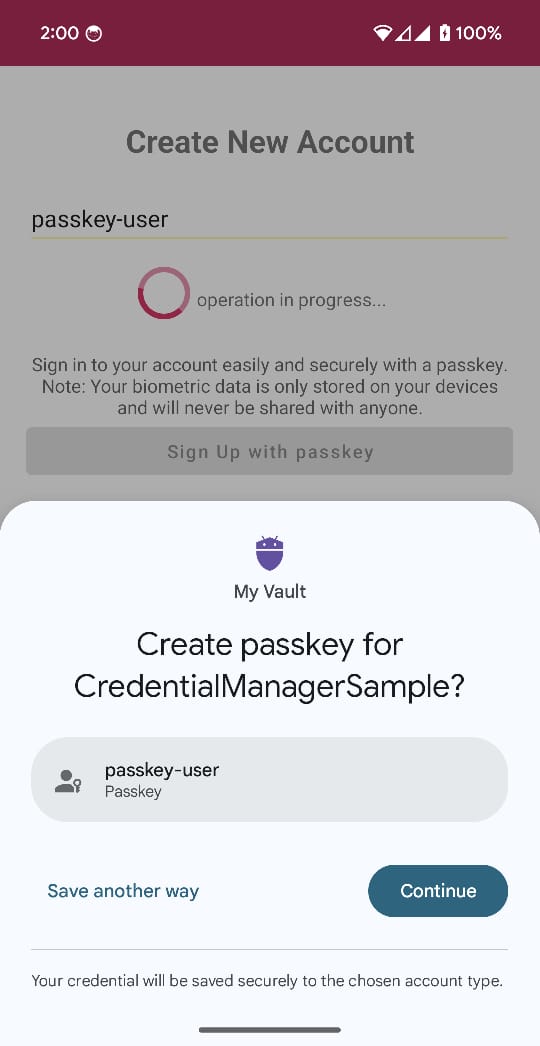 2:00 100%
Create New Account
passkey-user
operation in progress...
Sign in to your account easily and securely with a passkey.
Note: Your biometric data is only stored on your devices
and will never be shared with anyone.
Sign Up with passkey
My Vault
Create passkey for
CredentialManagerSample?
passkey-user
Passkey
Save another way Continue
Your credential will be saved securely to the chosen account type.